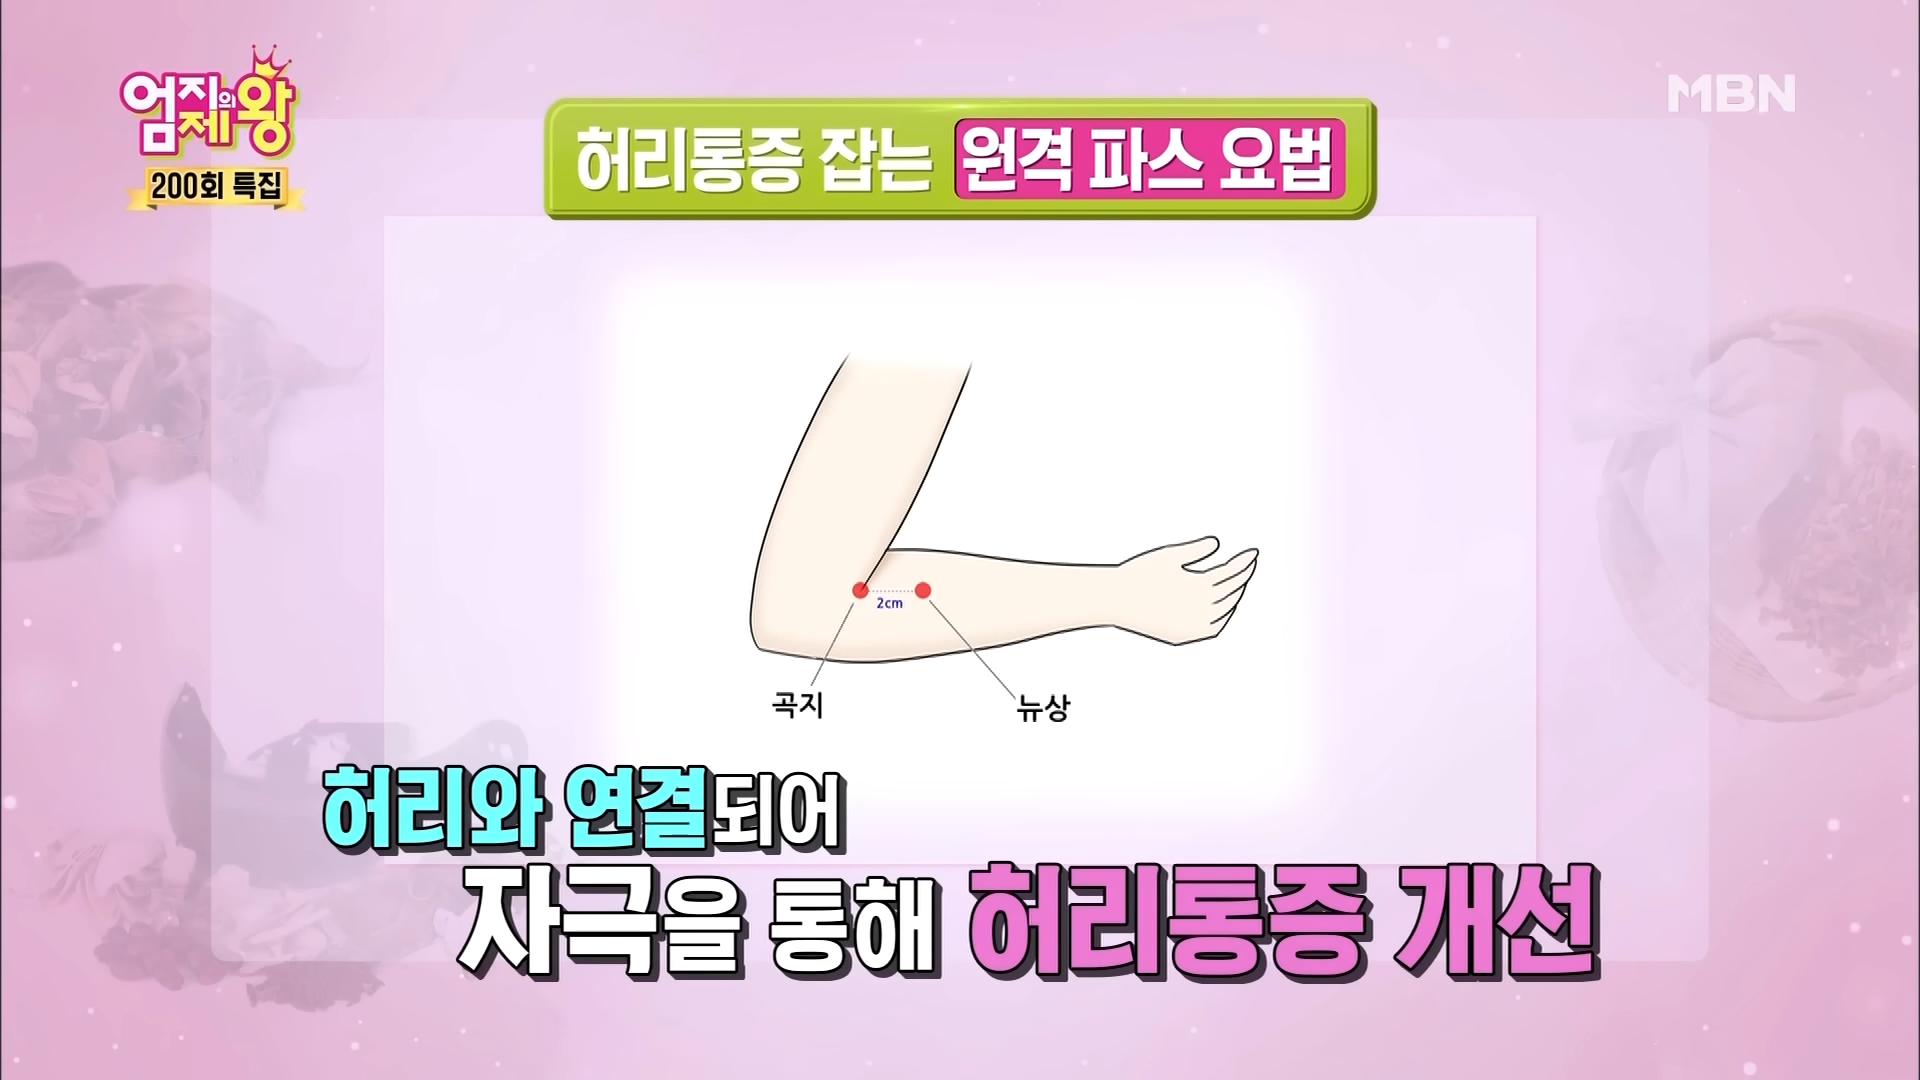 엄지의 제왕
200회 특집
MBN
허리통증 잡는 원격 파스 요법
2cm
곡지
뉴상
허리와 연결되어
자극을 통해 허리통증 개선